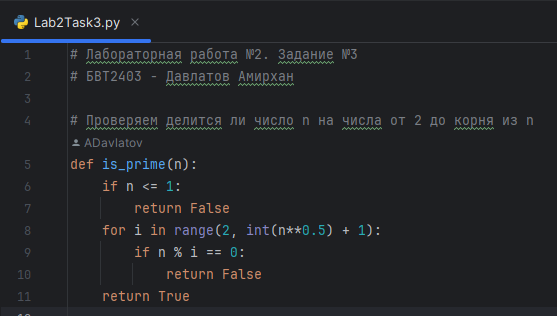 Lab2Task3.py
1 # Лабораторная работа №2. Задание №3
2 # БВТ2403 - Давлатов Амирхан
3
4 # Проверяем делится ли число n на числа от 2 до корня из n
ADavlatov
5 def is_prime(n):
6     if n <= 1:
7         return False
8     for i in range(2, int(n**0.5) + 1):
9         if n % i == 0:
10             return False
11     return True